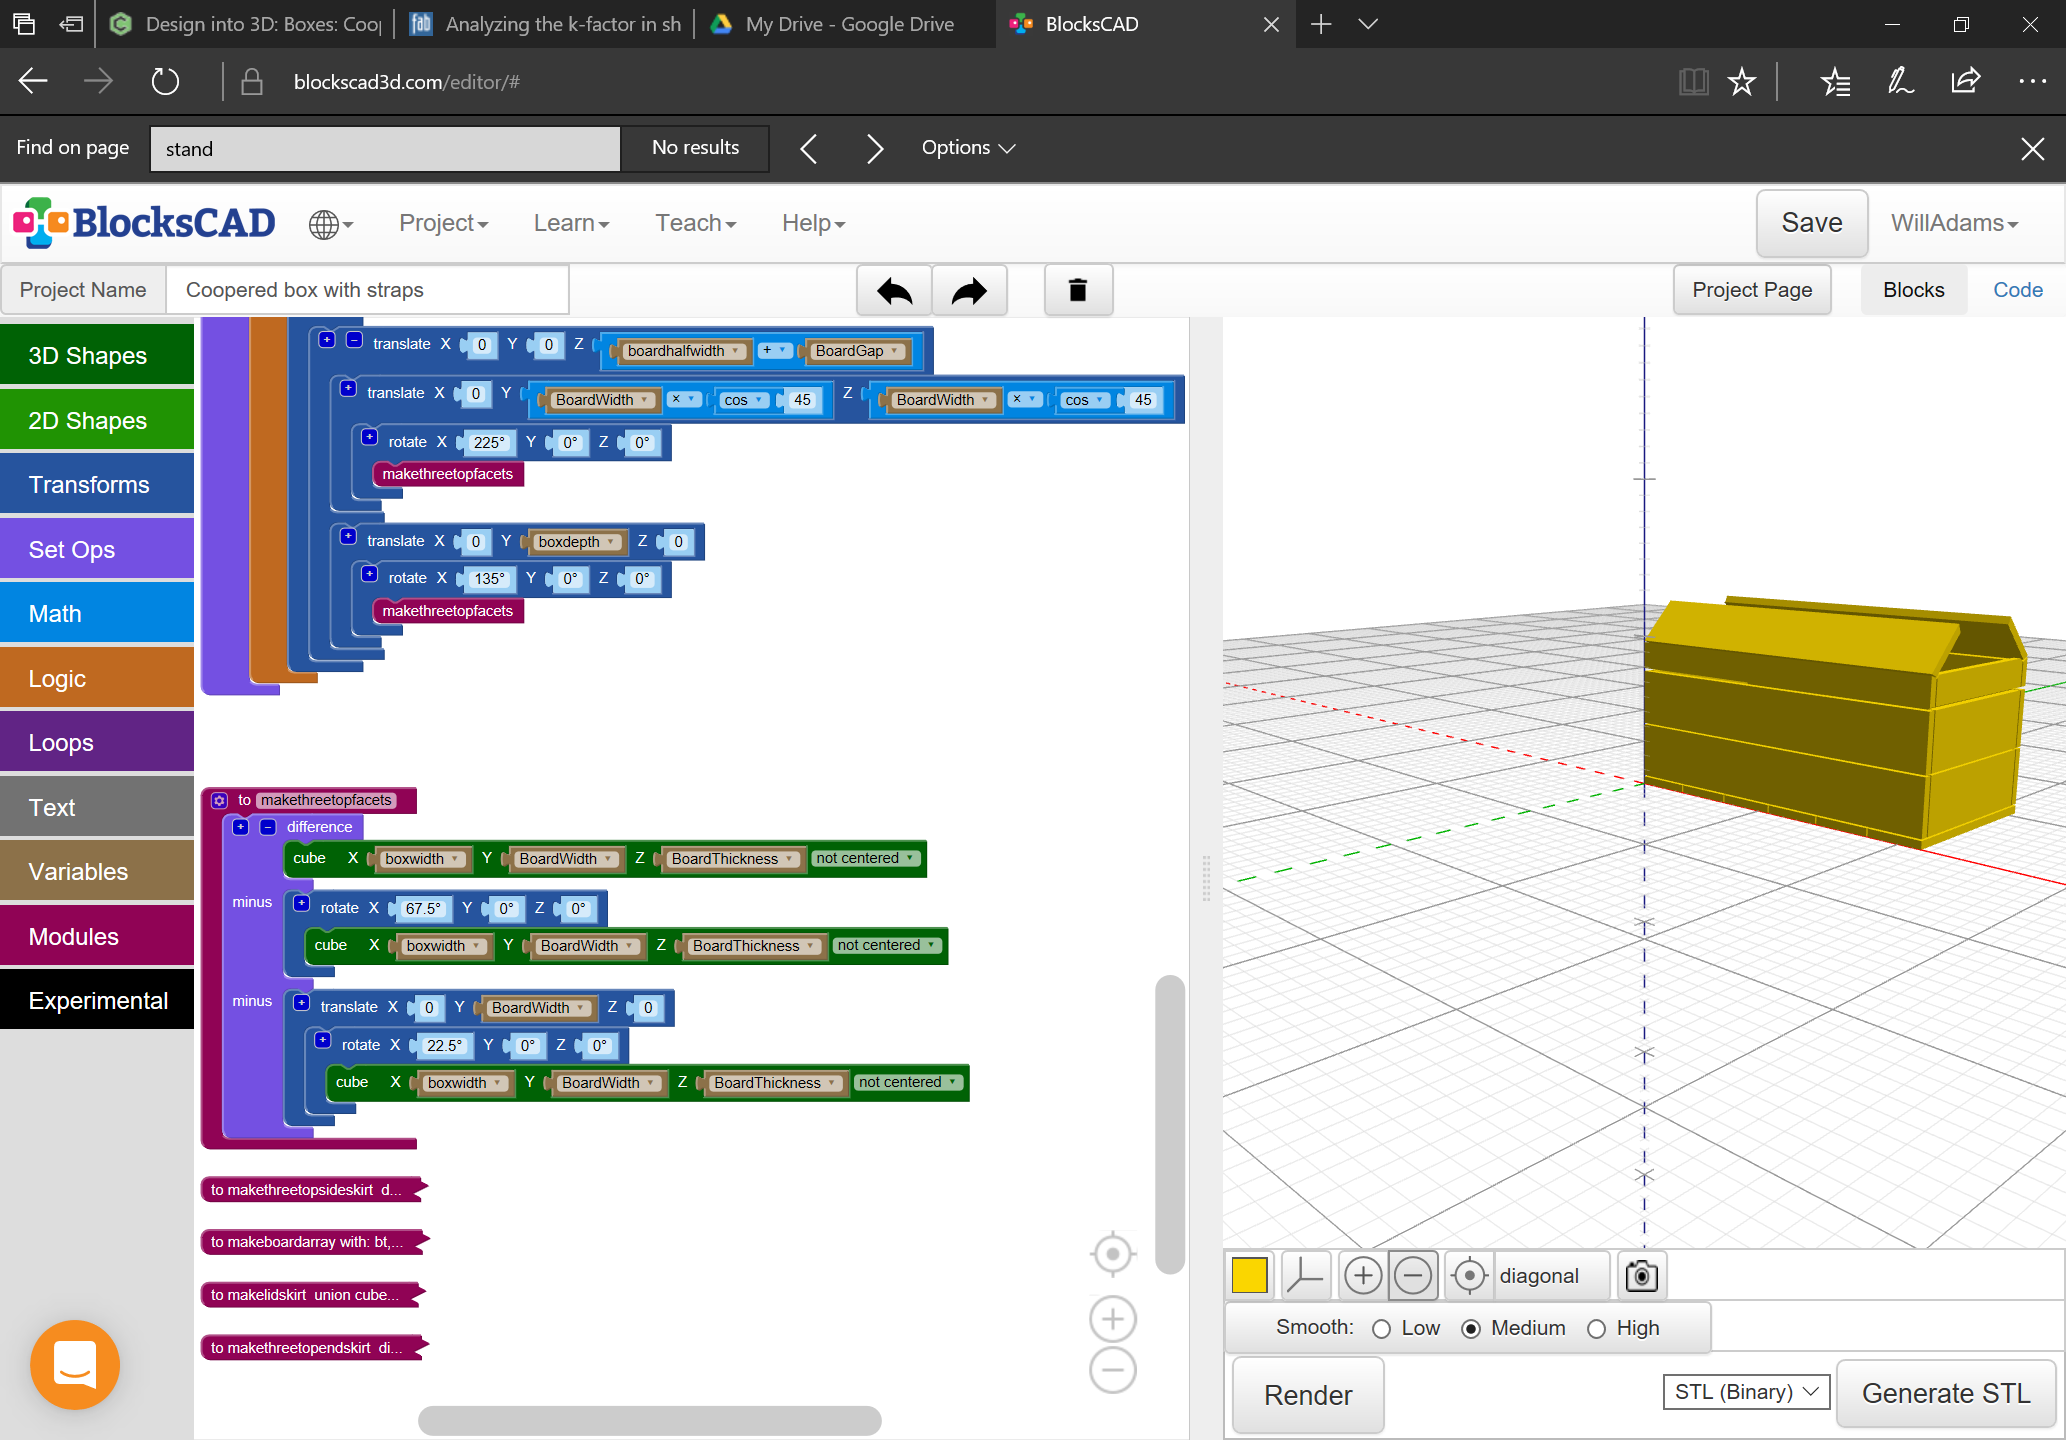 Design into 3D: Boxes: Coop
Analyzing the k-factor in sh
My Drive - Google Drive
BlocksCAD
blockscad3d.com/editor/#
Find on page
stand
No results
Options
BlocksCAD
Project
Learn
Teach
Help
Save
WillAdams
Project Name
Coopered box with straps
Project Page
Blocks
Code
3D Shapes
2D Shapes
Transforms
Set Ops
Math
Logic
Loops
Text
Variables
Modules
Experimental
translate X 0 Y 0 Z boardhalfwidth + BoardGap
translate X 0 Y BoardWidth × cos 45 Z BoardWidth × cos 45
rotate X 225° Y 0° Z 0°
makethreetopfacets
translate X 0 Y boxdepth Z 0
rotate X 135° Y 0° Z 0°
makethreetopfacets
to makethreetopfacets
difference
cube X boxwidth Y BoardWidth Z BoardThickness not centered
minus
rotate X 67.5° Y 0° Z 0°
cube X boxwidth Y BoardWidth Z BoardThickness not centered
minus
translate X 0 Y BoardWidth Z 0
rotate X 22.5° Y 0° Z 0°
cube X boxwidth Y BoardWidth Z BoardThickness not centered
to makethreetopsideskirt d...
to makeboardarray with: bt,...
to makelidskirt union cube...
to makethreetopendskirt di...
diagonal
Smooth: Low Medium High
Render
STL (Binary)
Generate STL